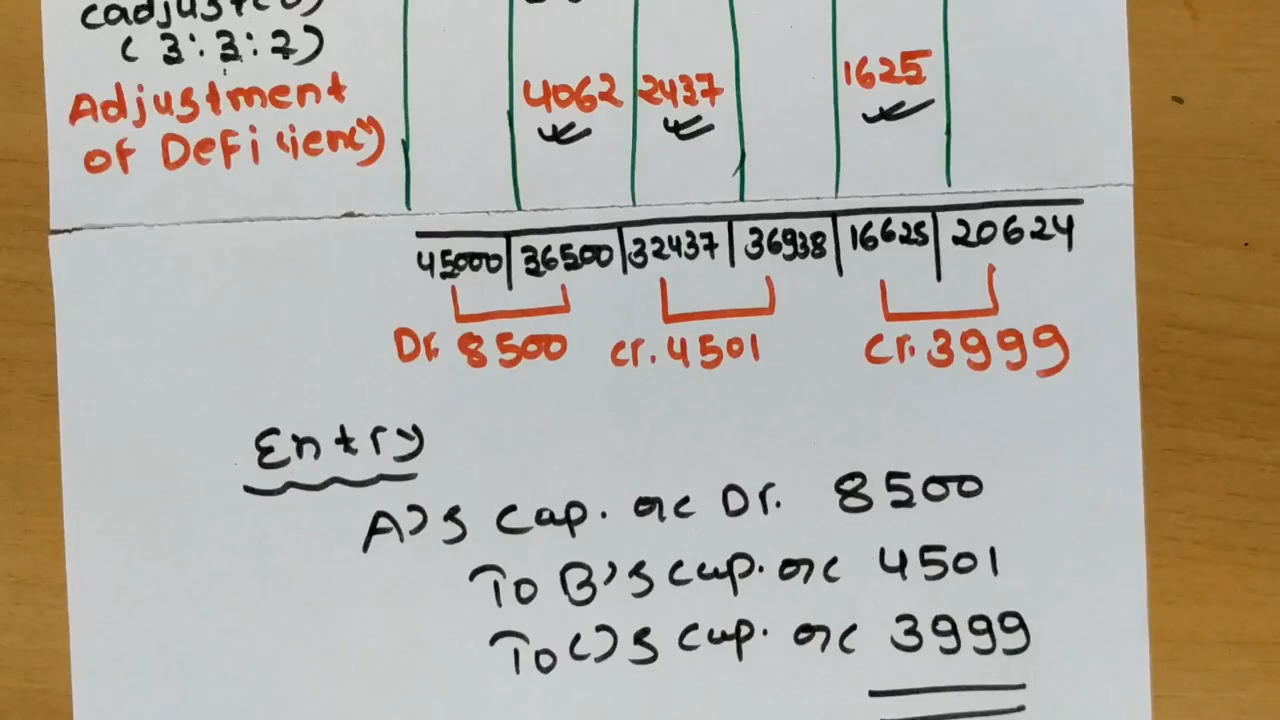 cadjusted)
(3:3:2)
Adjustment
of Deficiency)
4062 2437 1625
45000 36500 32437 36938 16625 20624
Dr. 8500 cr. 4501 Cr. 3999
Entry
A's cap. a/c Dr. 8500
To B's cap. a/c 4501
To C's cap. a/c 3999